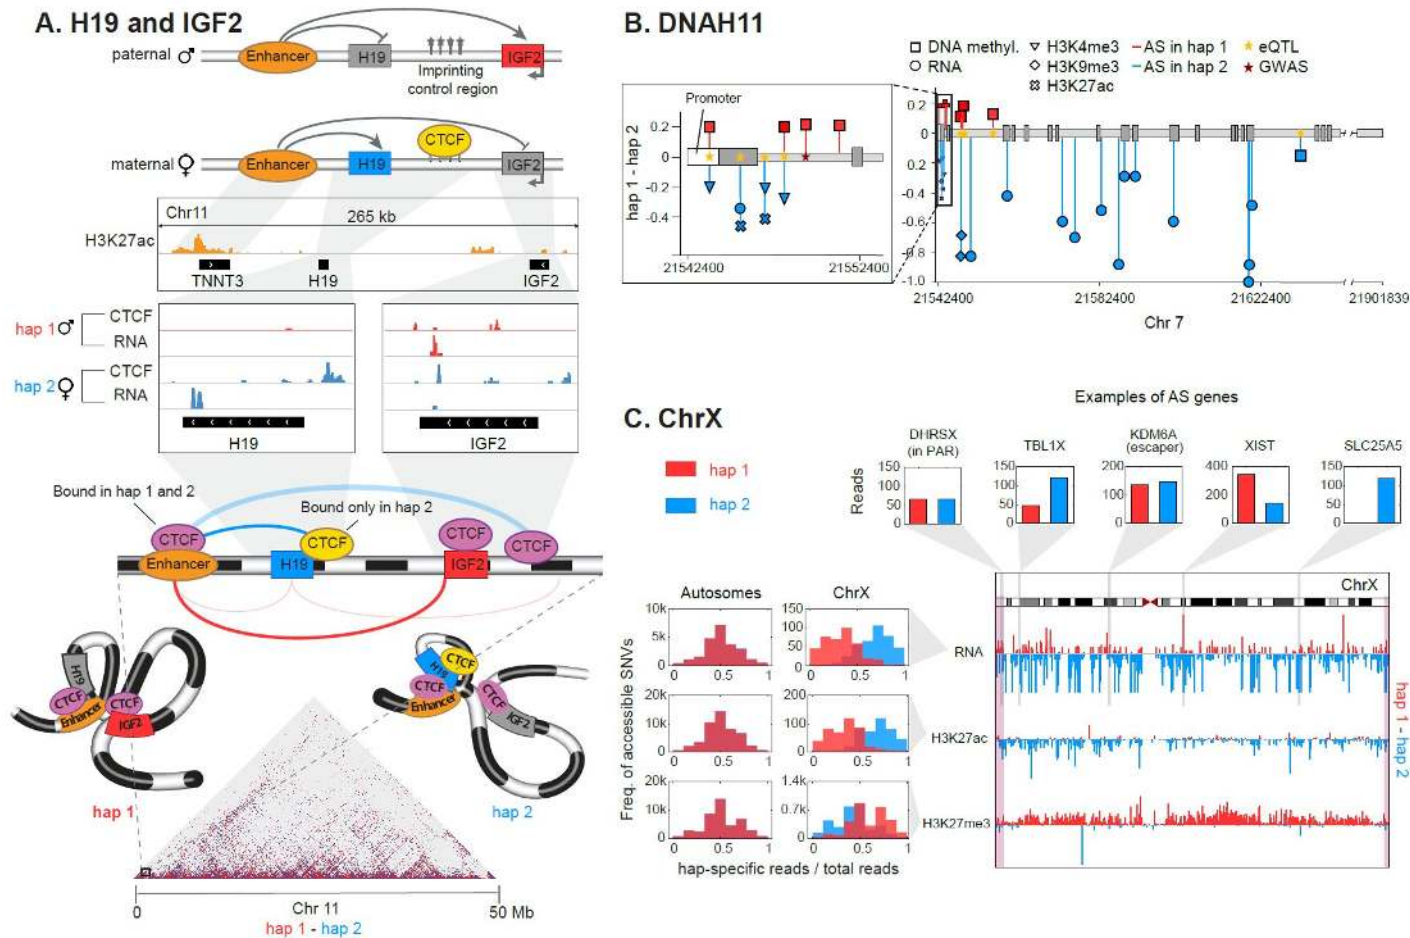 A. H19 and IGF2
paternal ♂
Enhancer
H19
Imprinting
control region
IGF2
maternal ♀
Enhancer
H19
CTCF
IGF2
Chr11
265 kb
H3K27ac
TNNT3
H19
IGF2
hap 1 ♂
CTCF
RNA
hap 2 ♀
CTCF
RNA
H19
IGF2
Bound in hap 1 and 2
Bound only in hap 2
CTCF
CTCF
CTCF
CTCF
Enhancer
H19
IGF2
H19
CTCF
CTCF
Enhancer
IGF2
hap 1
H19
CTCF
CTCF
Enhancer
CTCF
IGF2
hap 2
0
Chr 11
50 Mb
hap 1 - hap 2
B. DNAH11
DNA methyl.
RNA
H3K4me3
H3K9me3
H3K27ac
AS in hap 1
AS in hap 2
eQTL
GWAS
Promoter
hap 1 - hap 2
0.2
0
-0.2
-0.4
21542400
21552400
0.2
0
0.2
-0.4
-0.6
-0.8
-1.0
21542400
21582400
21622400
21901839
Chr 7
C. ChrX
hap 1
hap 2
Examples of AS genes
Reads
DHRSX
(in PAR)
150
100
50
0
TBL1X
150
100
50
0
KDM6A
(escaper)
200
100
0
XIST
400
200
0
SLC25A5
150
100
50
0
Autosomes
ChrX
Freq. of accessible SNVs
10k
5k
0
0
0.5
1
150
100
50
0
0
0.5
1
20k
10k
0
0
0.5
1
200
100
0
0
0.5
1
20k
10k
0
0
0.5
1
1.4k
0.7k
0
0
0.5
1
hap-specific reads / total reads
ChrX
RNA
H3K27ac
H3K27me3
hap 1 - hap 2